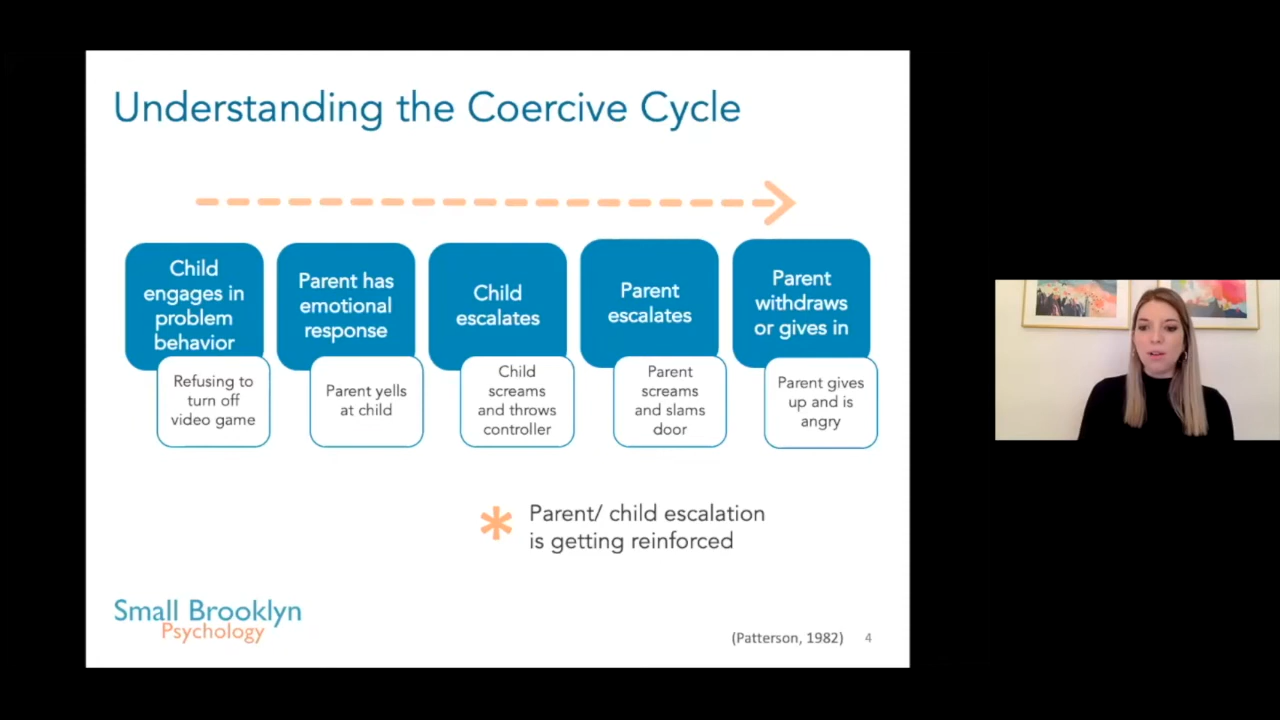 Understanding the Coercive Cycle
Child
engages in
problem
behavior
Refusing to
turn off
video game
Parent has
emotional
response
Parent yells
at child
Child
escalates
Child
screams
and throws
controller
Parent
escalates
Parent
screams
and slams
door
Parent
withdraws
or gives in
Parent gives
up and is
angry
* Parent/ child escalation
is getting reinforced
Small Brooklyn
Psychology
(Patterson, 1982) 4